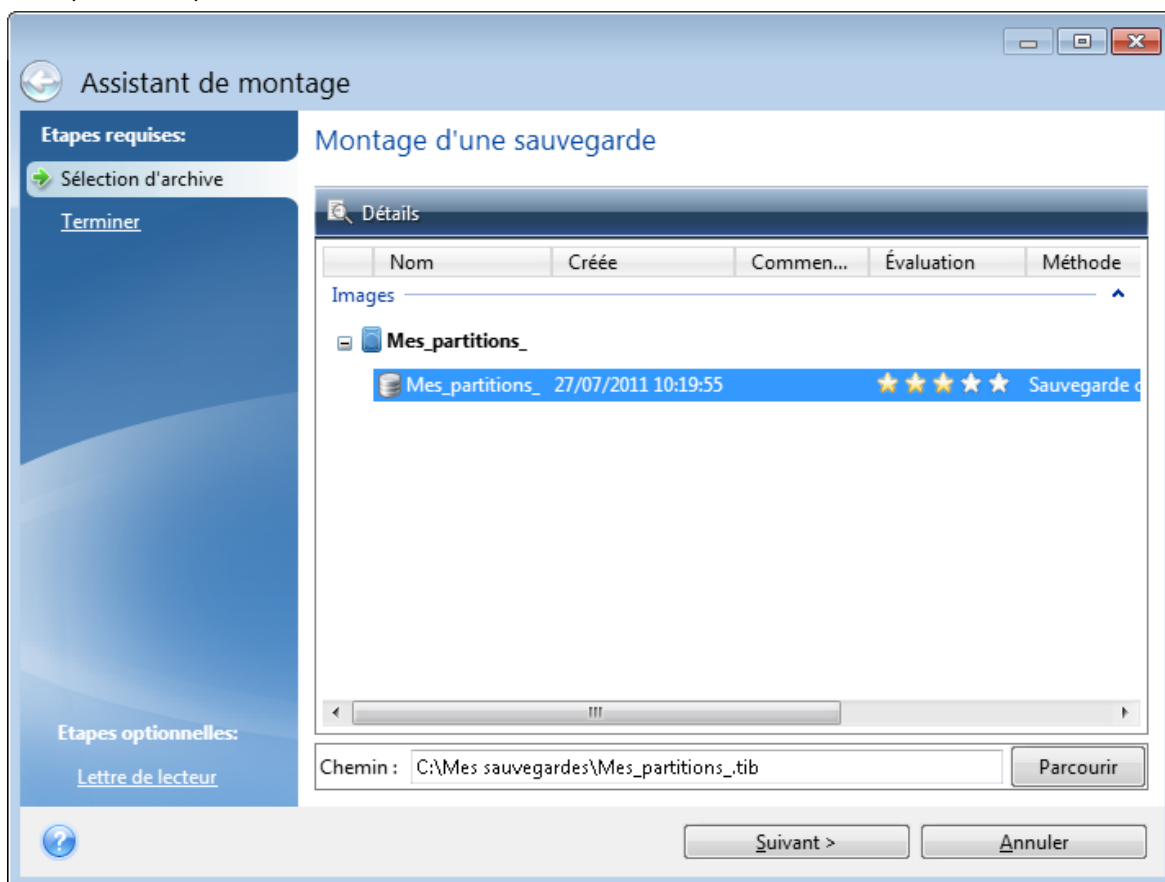 Assistant de montage
Etapes requises:
Sélection d'archive
Terminer
Montage d'une sauvegarde
Détails
Nom Créée Commen... Évaluation Méthode
Images
Mes_partitions_
Mes_partitions_ 27/07/2011 10:19:55 Sauvegarde
Etapes optionnelles:
Lettre de lecteur
Chemin : C:\Mes sauvegardes\Mes_partitions_.tib Parcourir
Suivant > Annuler